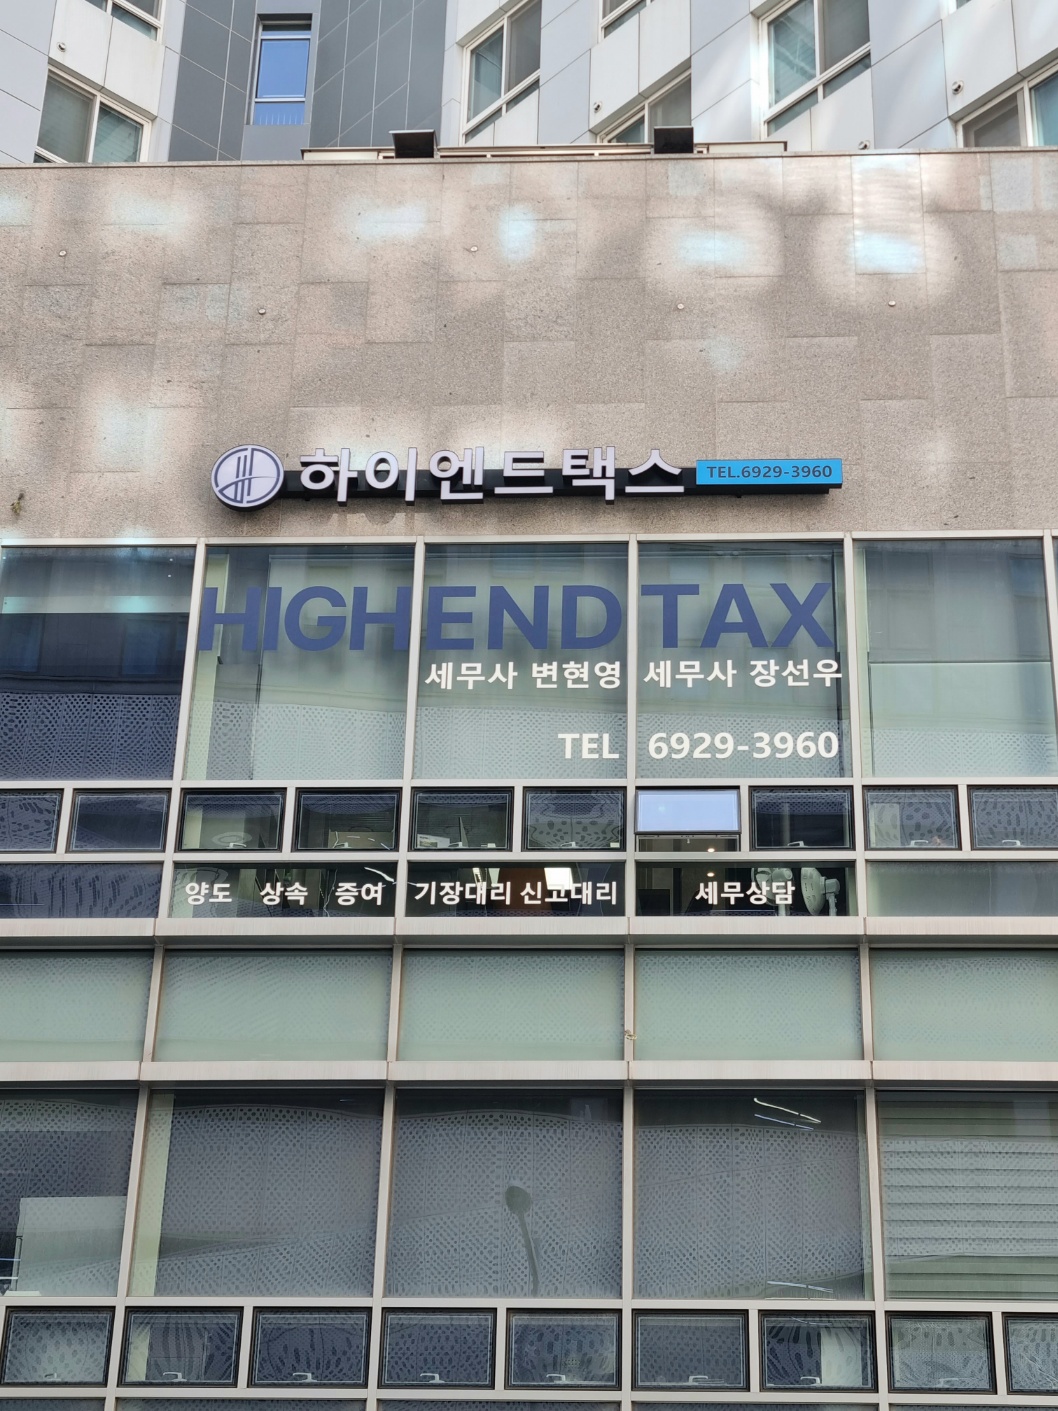 하이엔드택스 TEL.6929-3960
HIGHEND TAX
세무사 변현영 세무사 장선우
TEL 6929-3960
양도 상속 증여 기장대리 신고대리 세무상담